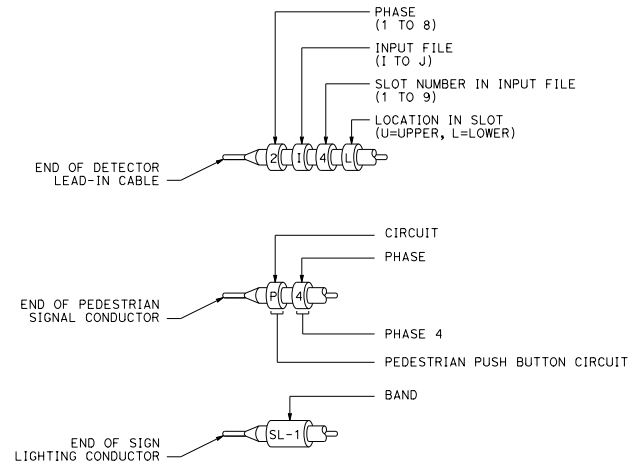 PHASE
(1 TO 8)
INPUT FILE
(I TO J)
SLOT NUMBER IN INPUT FILE
(1 TO 9)
LOCATION IN SLOT
(U=UPPER, L=LOWER)
2 I 4 L
END OF DETECTOR
LEAD-IN CABLE
CIRCUIT
PHASE
P 4
END OF PEDESTRIAN
SIGNAL CONDUCTOR
PHASE 4
PEDESTRIAN PUSH BUTTON CIRCUIT
BAND
SL-1
END OF SIGN
LIGHTING CONDUCTOR